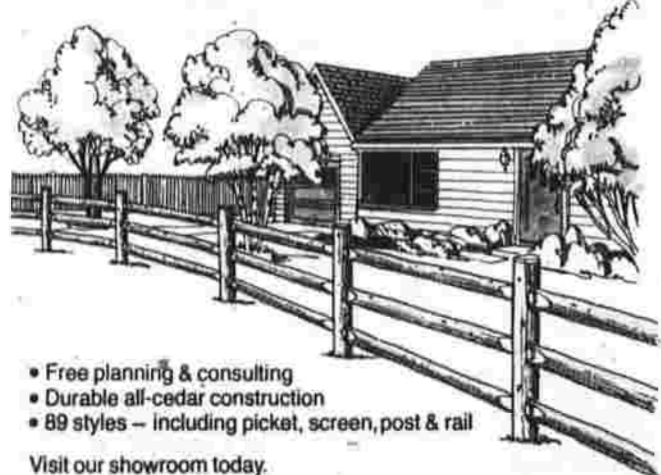 • Free planning & consulting
• Durable all-cedar construction
• 89 styles – including picket, screen, post & rail
Visit our showroom today.